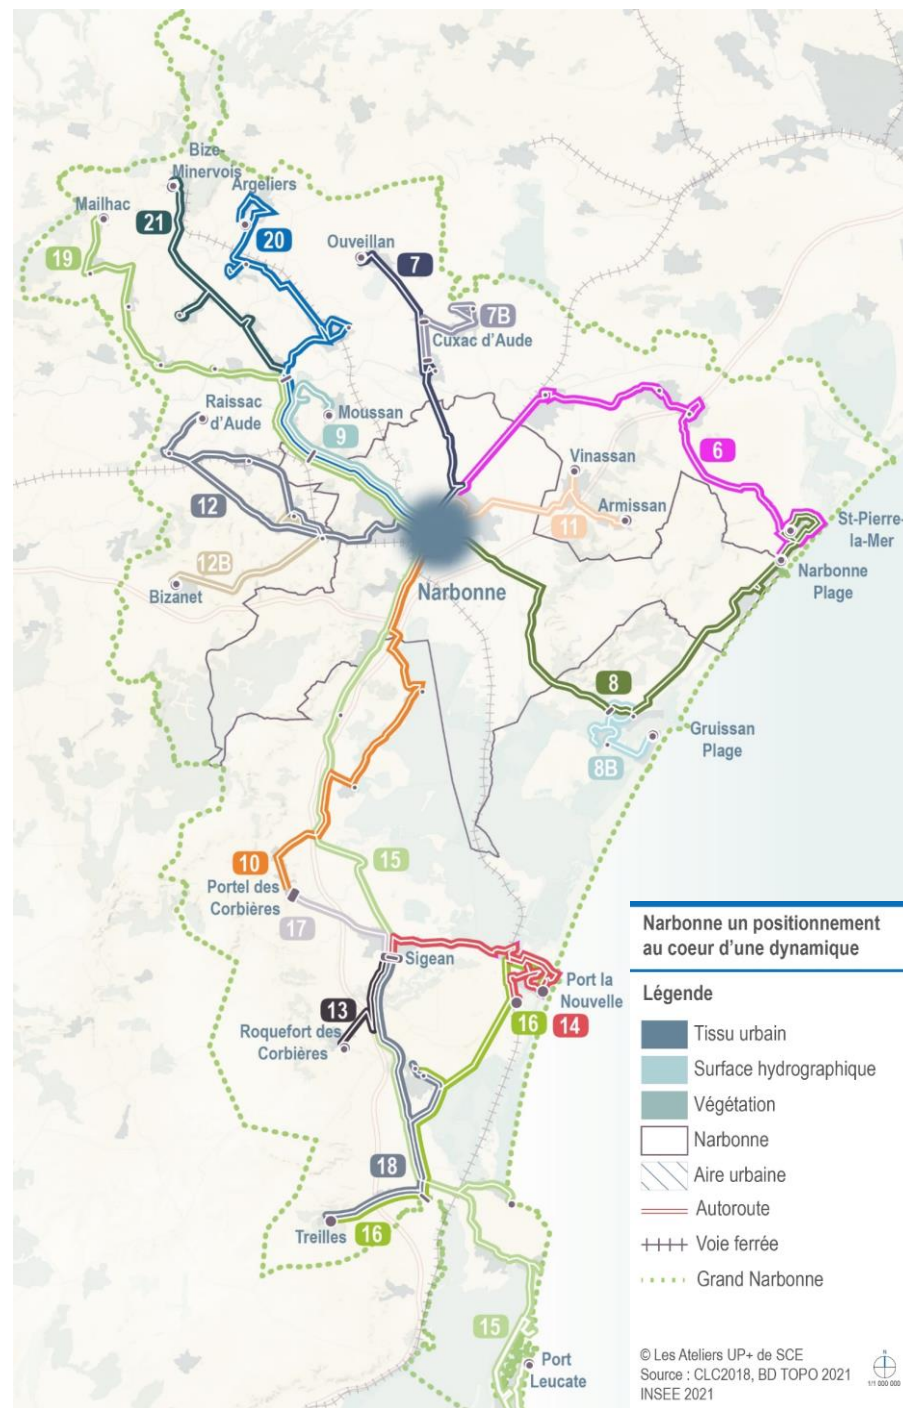 Bize-
Minervois
Argeliers
Mailhac
21
20
Ouveillan
7
19
7B
Cuxac d'Aude
Raissac
d'Aude
Moussan
9
6
Vinassan
12
Armissan
11
St-Pierre-
la-Mer
12B
Narbonne
Plage
Bizanet
Narbonne
8
Gruissan
Plage
8B
10
15
Portel des
Corbières
17
Sigean
Port la
Nouvelle
13
16
14
Roquefort des
Corbières
18
Treilles
16
15
Port
Leucate
Narbonne un positionnement
au coeur d'une dynamique
Légende
Tissu urbain
Surface hydrographique
Végétation
Narbonne
Aire urbaine
Autoroute
Voie ferrée
Grand Narbonne
© Les Ateliers UP+ de SCE
Source : CLC2018, BD TOPO 2021
INSEE 2021
N
1/1 000 000